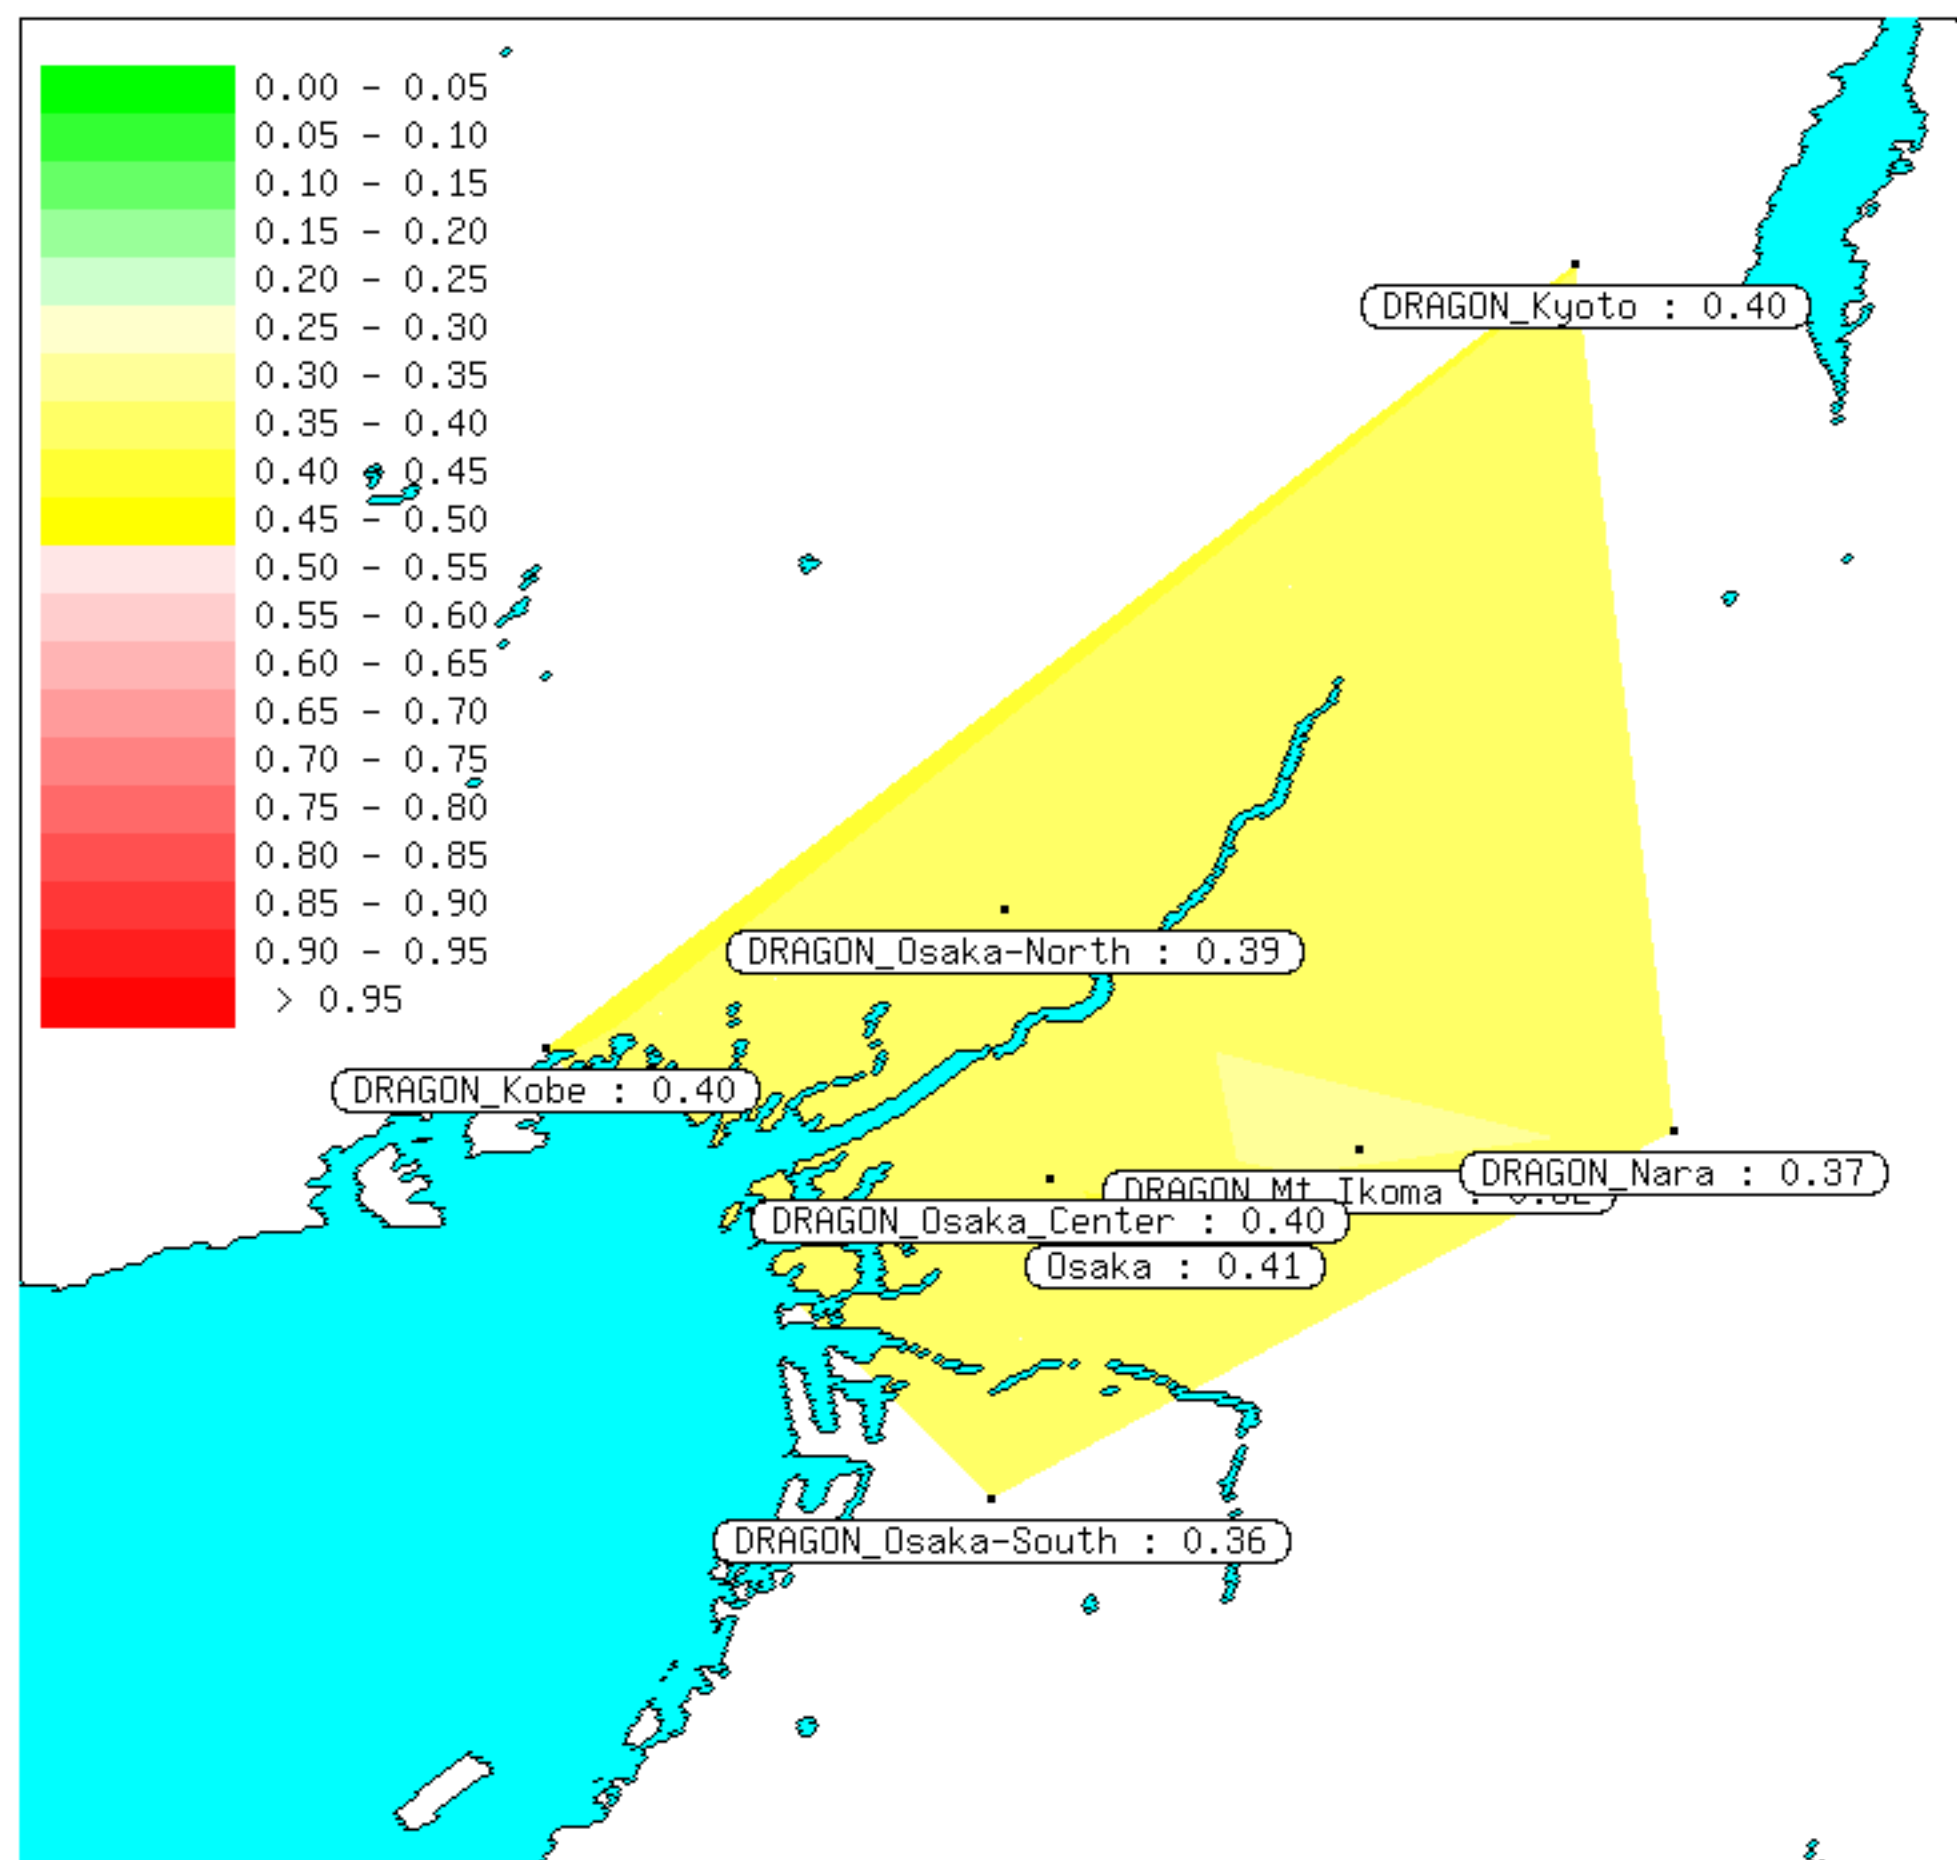 0.00 - 0.05
0.05 - 0.10
0.10 - 0.15
0.15 - 0.20
0.20 - 0.25
0.25 - 0.30
0.30 - 0.35
0.35 - 0.40
0.40 - 0.45
0.45 - 0.50
0.50 - 0.55
0.55 - 0.60
0.60 - 0.65
0.65 - 0.70
0.70 - 0.75
0.75 - 0.80
0.80 - 0.85
0.85 - 0.90
0.90 - 0.95
> 0.95
DRAGON_Kyoto : 0.40
DRAGON_Osaka-North : 0.39
DRAGON_Kobe : 0.40
DRAGON_Nara : 0.37
DRAGON_Mt_Ikoma :
DRAGON_Osaka_Center : 0.40
Osaka : 0.41
DRAGON_Osaka-South : 0.36